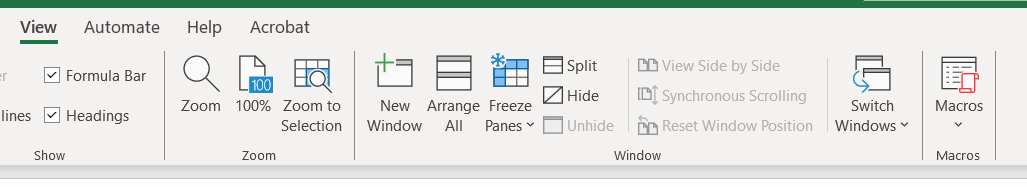 View Automate Help Acrobat
Formula Bar
Headings
Show
100
Zoom
100%
Zoom to
Selection
Zoom
New
Window
Arrange
All
Freeze
Panes
Split
Hide
Unhide
View Side by Side
Synchronous Scrolling
Reset Window Position
Switch
Windows
Window
Macros
Macros